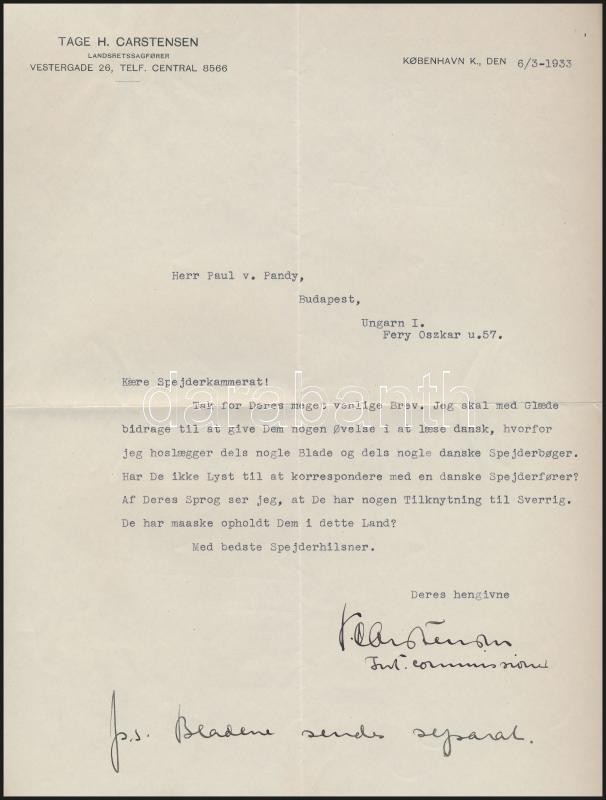 TAGE H. CARSTENSEN
LANDSRETSSAGFØRER
VESTERGADE 26, TELF. CENTRAL 8566
KØBENHAVN K., DEN 6/3-1933
Herr Paul v. Pandy,
Budapest,
Ungarn I.
Fery Oszkar u.57.
Kære Spejderkammerat!
Tak for Deres meget venlige Brev. Jeg skal med Glæde
bidrage til at give Dem nogen Øvelse i at læse dansk, hvorfor
jeg hoslægger dels nogle Blade og dels nogle danske Spejderbøger.
Har De ikke Lyst til at korrespondere med en danske Spejderfører?
Af Deres Sprog ser jeg, at De har nogen Tilknytning til Sverrig.
De har maaske opholdt Dem i dette Land?
Med bedste Spejderhilsner.
Deres hengivne
Carstensen
Int. commissioner
P.s. Bladene sendes separat.
darabanth